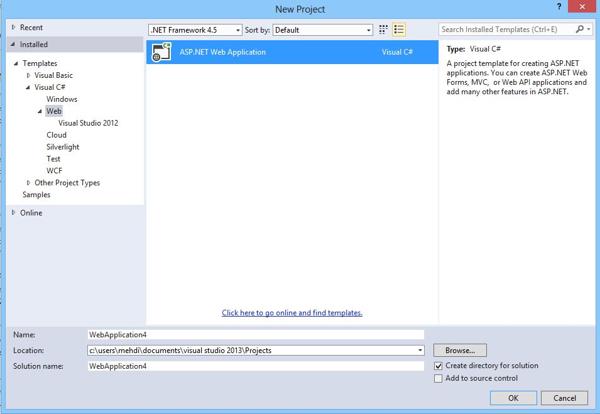 New Project
Recent
.NET Framework 4.5 Sort by: Default Search Installed Templates (Ctrl+E)
Installed
Templates
Visual Basic
Visual C#
Windows
Web
Visual Studio 2012
Cloud
Silverlight
Test
WCF
Other Project Types
Samples
Online
C#
ASP.NET Web Application Visual C#
Type: Visual C#
A project template for creating ASP.NET
applications. You can create ASP.NET Web
Forms, MVC, or Web API applications and
add many other features in ASP.NET.
Click here to go online and find templates.
Name: WebApplication4
Location: c:\users\mehdi\documents\visual studio 2013\Projects Browse...
Solution name: WebApplication4
Create directory for solution
Add to source control
OK Cancel